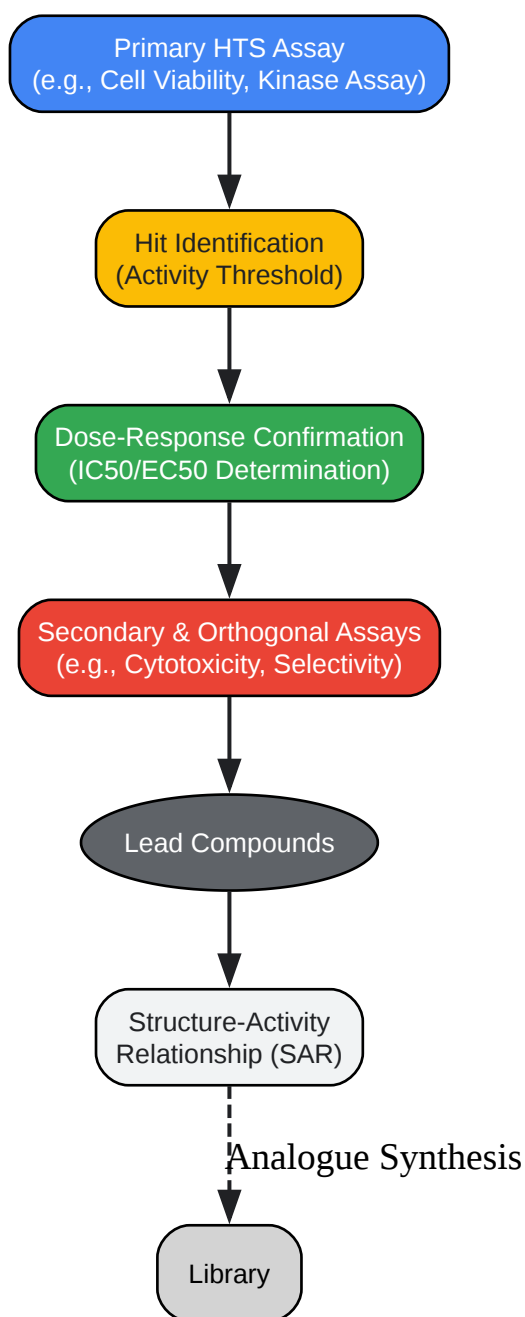 Primary HTS Assay
(e.g., Cell Viability, Kinase Assay)
Hit Identification
(Activity Threshold)
Dose-Response Confirmation
(IC50/EC50 Determination)
Secondary & Orthogonal Assays
(e.g., Cytotoxicity, Selectivity)
Lead Compounds
Structure-Activity
Relationship (SAR)
Analogue Synthesis
Library